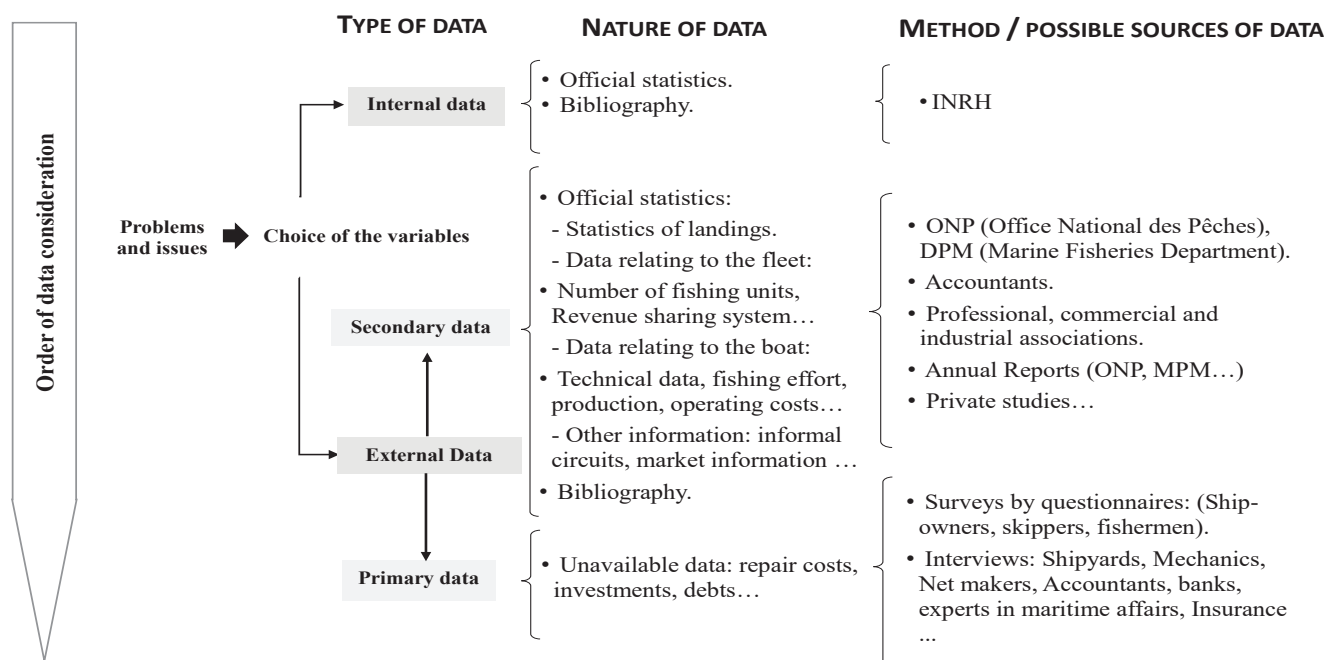 TYPE OF DATA
NATURE OF DATA
METHOD / POSSIBLE SOURCES OF DATA
Order of data consideration
Problems
and issues
Choice of the variables
Internal data
• Official statistics.
• Bibliography.
• INRH
Secondary data
• Official statistics:
- Statistics of landings.
- Data relating to the fleet:
• Number of fishing units,
Revenue sharing system…
- Data relating to the boat:
• Technical data, fishing effort,
production, operating costs…
- Other information: informal
circuits, market information …
• Bibliography.
• ONP (Office National des Pêches),
DPM (Marine Fisheries Department).
• Accountants.
• Professional, commercial and
industrial associations.
• Annual Reports (ONP, MPM…)
• Private studies…
External Data
Primary data
• Unavailable data: repair costs,
investments, debts…
• Surveys by questionnaires: (Ship-
owners, skippers, fishermen).
• Interviews: Shipyards, Mechanics,
Net makers, Accountants, banks,
experts in maritime affairs, Insurance
...